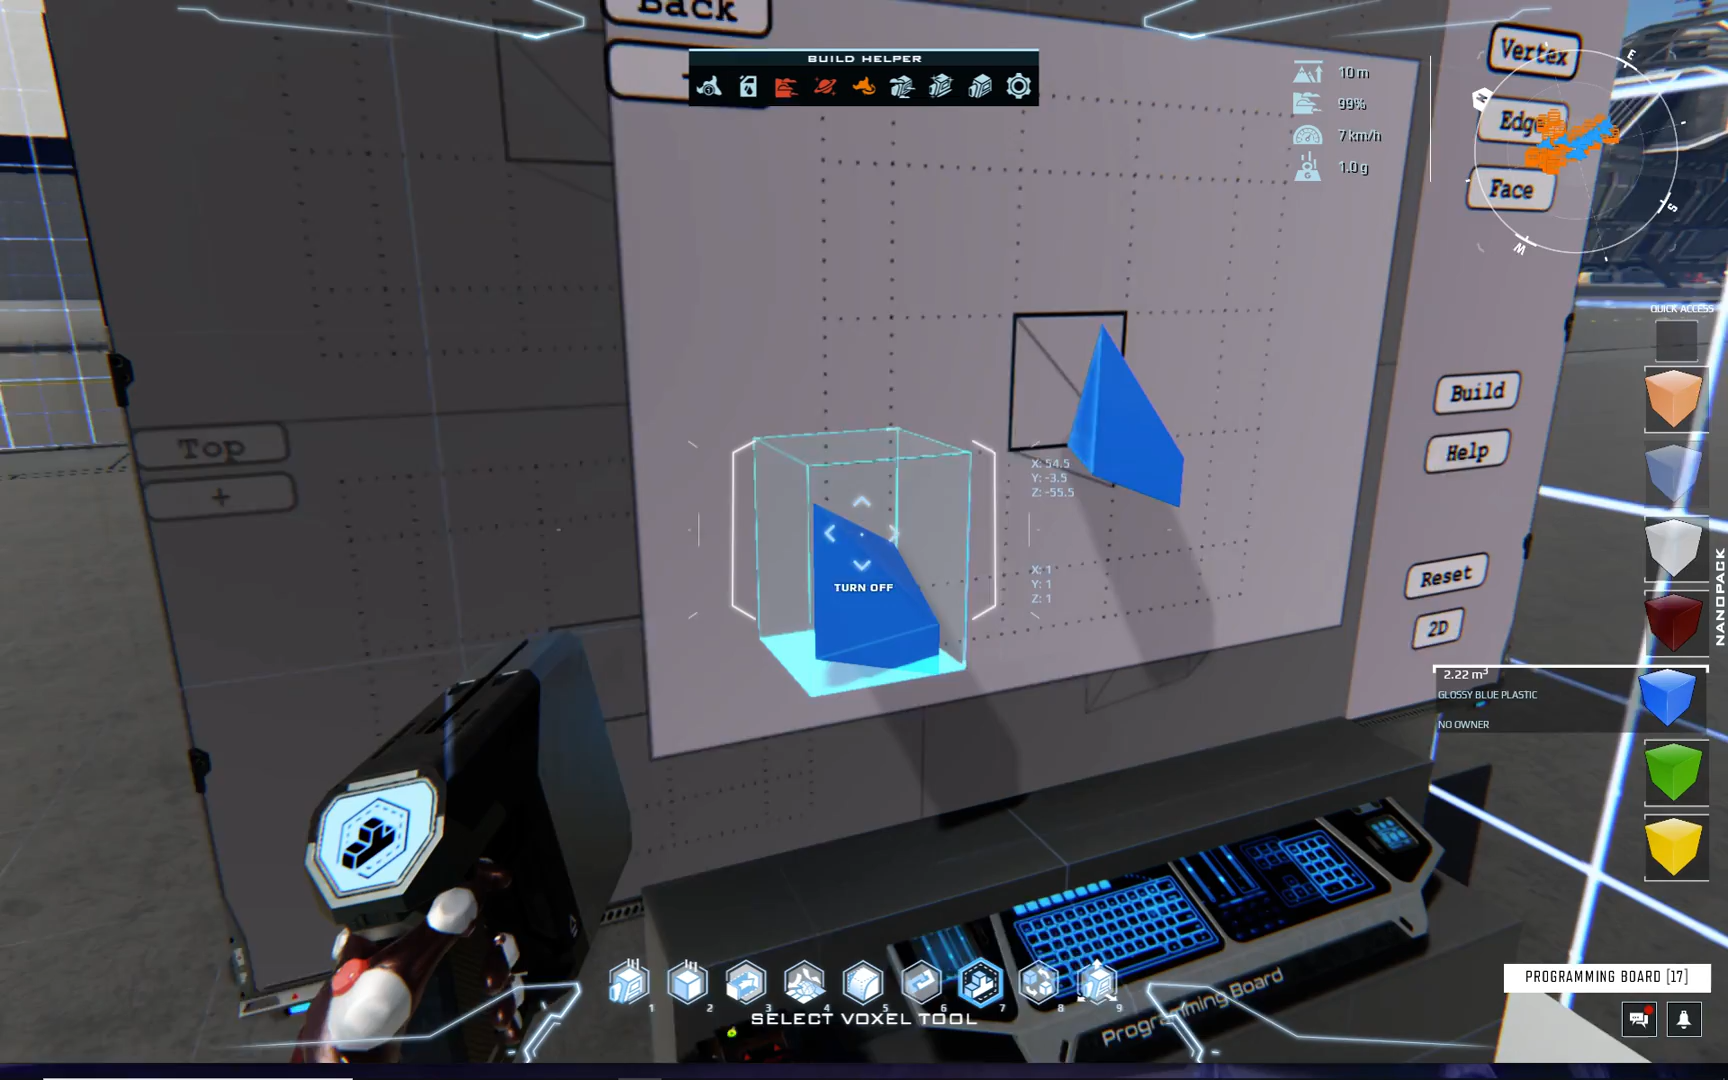 Back
BUILD HELPER
10 m
99%
7 km/h
1.0 g
G
Vertex
Edge
Face
E
N
S
W
QUICK ACCESS
Top
+
X: 54.5
Y: -3.5
Z: -55.5
TURN OFF
X: 1
Y: 1
Z: 1
Build
Help
Reset
2D
NANOPACK
2.22 m³
GLOSSY BLUE PLASTIC
NO OWNER
PROGRAMMING BOARD [17]
1
2
3
4
5
6
7
8
9
SELECT VOXEL TOOL
Programming Board